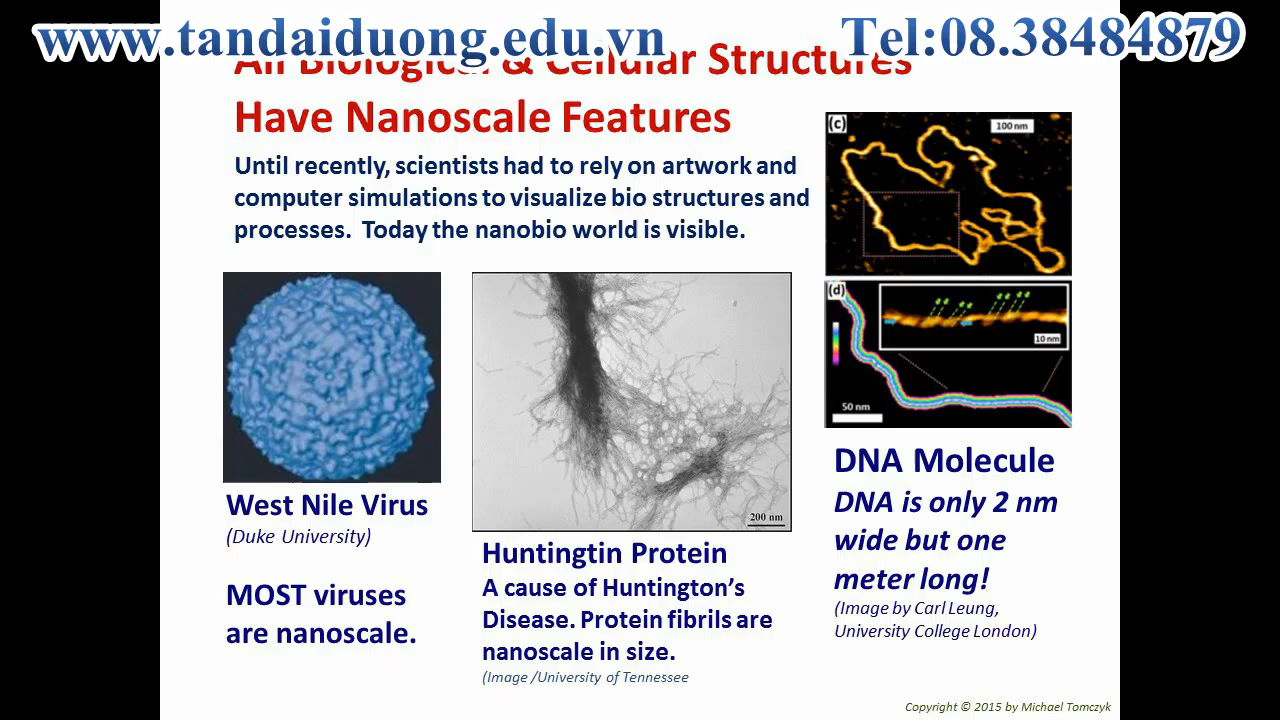 www.tandaiduong.edu.vn
Tel:08.38484879
All Biological & Cellular Structures
Have Nanoscale Features
Until recently, scientists had to rely on artwork and
computer simulations to visualize bio structures and
processes. Today the nanobio world is visible.
(c)
100 nm
(d)
10 nm
50 nm
200 nm
West Nile Virus
(Duke University)
MOST viruses
are nanoscale.
Huntingtin Protein
A cause of Huntington's
Disease. Protein fibrils are
nanoscale in size.
(Image /University of Tennessee
DNA Molecule
DNA is only 2 nm
wide but one
meter long!
(Image by Carl Leung,
University College London)
Copyright © 2015 by Michael Tomczyk